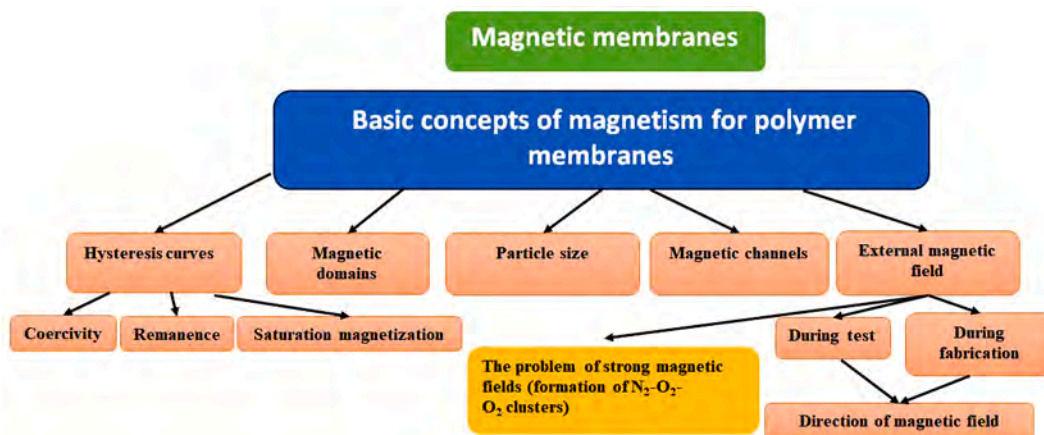 Magnetic membranes
Basic concepts of magnetism for polymer
membranes
Hysteresis curves
Magnetic
domains
Particle size
Magnetic channels
External magnetic
field
Coercivity
Remanence
Saturation magnetization
The problem of strong magnetic
fields (formation of N₂-O₂-
O₂ clusters)
During test
During
fabrication
Direction of magnetic field